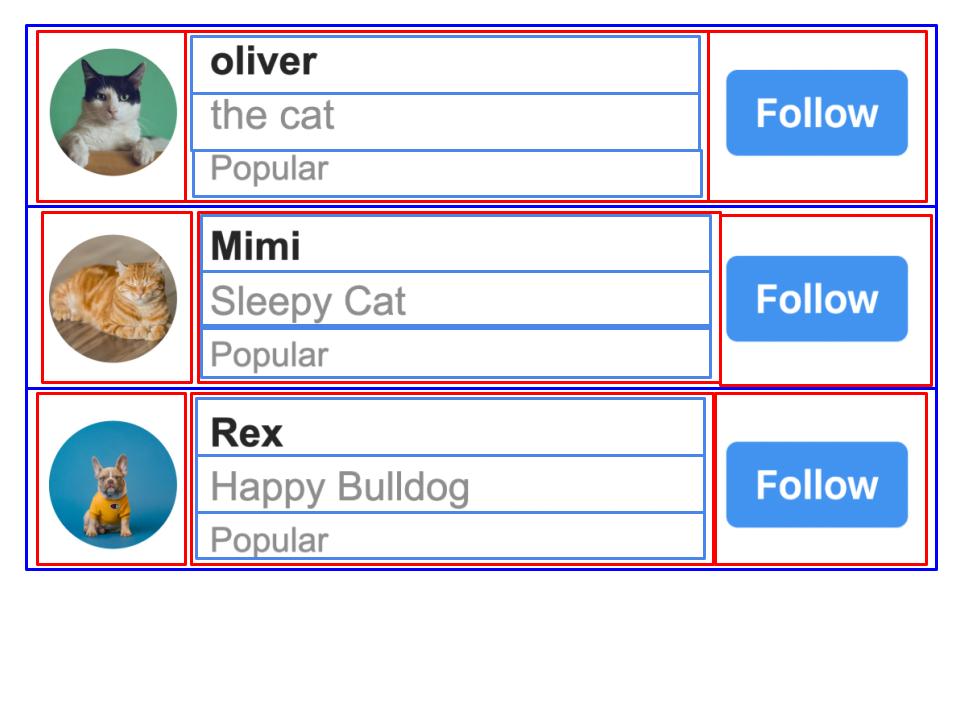 oliver
the cat
Popular
Follow
Mimi
Sleepy Cat
Popular
Follow
Rex
Happy Bulldog
Popular
Follow